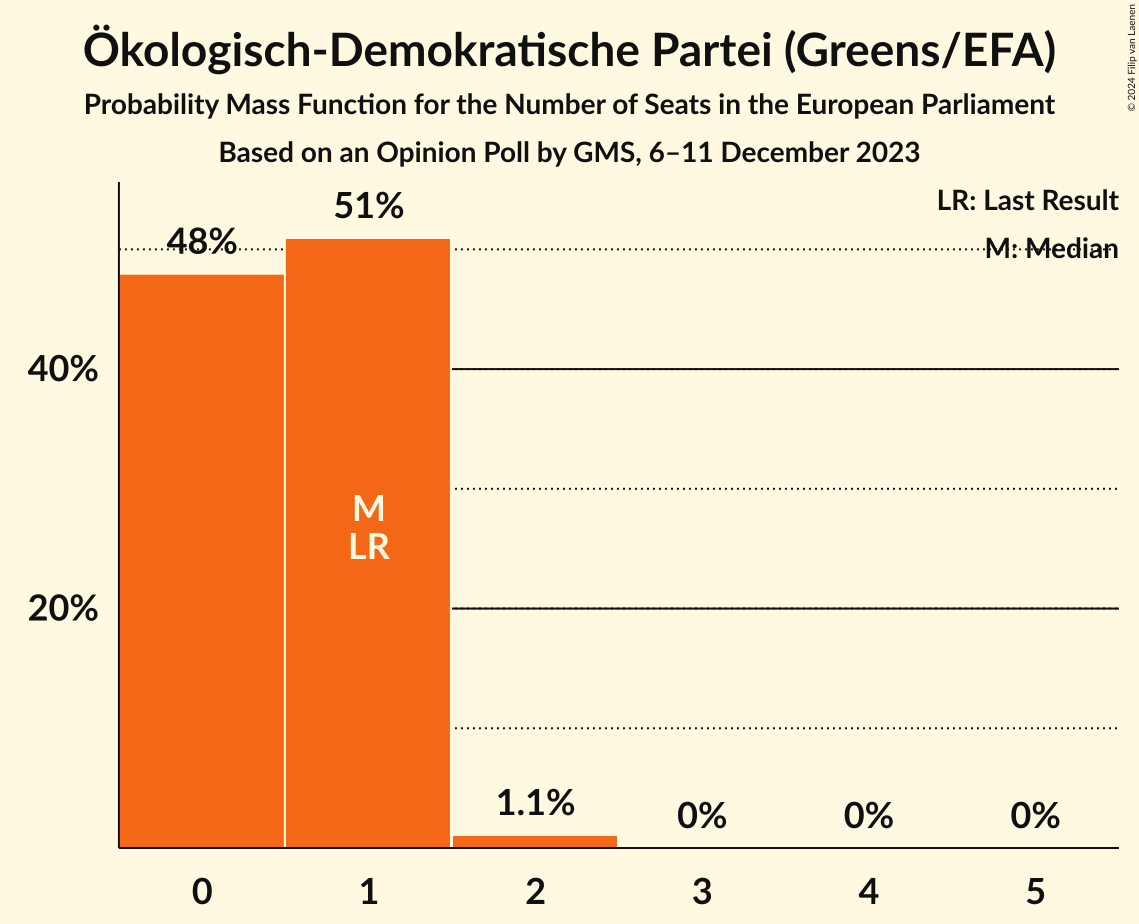 Ökologisch-Demokratische Partei (Greens/EFA)
Probability Mass Function for the Number of Seats in the European Parliament
Based on an Opinion Poll by GMS, 6–11 December 2023
© 2024 Filip van Laenen
LR: Last Result
M: Median
51%
48%
40%
M
LR
20%
1.1%
0%
0%
0%
0
1
2
3
4
5